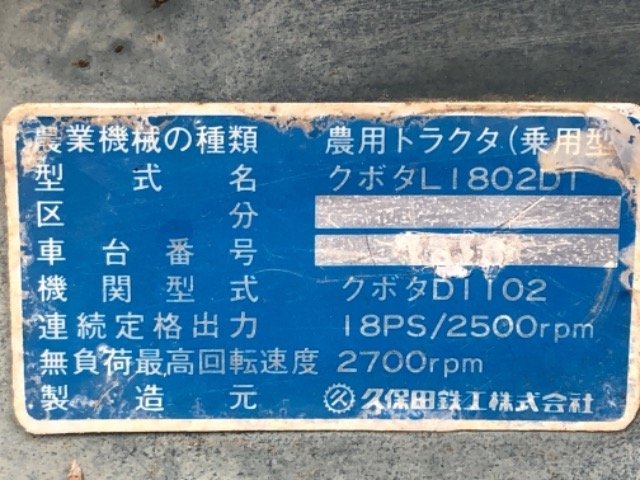 農業機械の種類 農用トラクタ(乗用型
型式名 クボタL1802DT
区分
車台番号
機関型式 クボタD1102
連続定格出力 18PS/2500rpm
無負荷最高回転速度 2700rpm
製造元 久保田鉄工株式会社